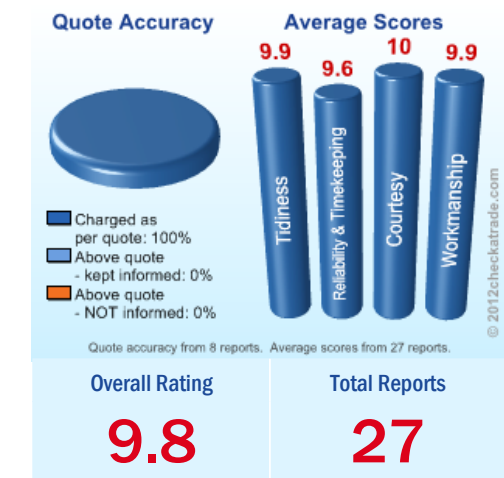 Quote Accuracy
Average Scores
9.9
9.6
10
9.9
Tidiness
Reliability & Timekeeping
Courtesy
Workmanship
Charged as
per quote: 100%
Above quote
- kept informed: 0%
Above quote
- NOT informed: 0%
© 2012checkatrade.com
Quote accuracy from 8 reports. Average scores from 27 reports.
Overall Rating
Total Reports
9.8
27